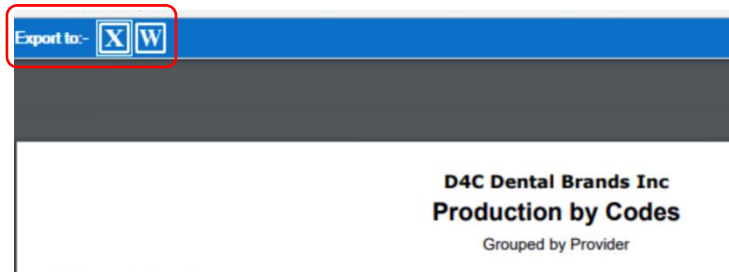 Export to:- X W
D4C Dental Brands Inc
Production by Codes
Grouped by Provider